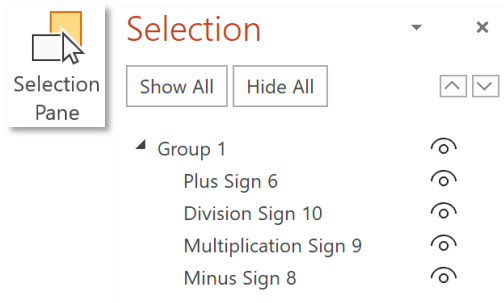 Selection
Pane
Selection
Show All Hide All
Group 1
Plus Sign 6
Division Sign 10
Multiplication Sign 9
Minus Sign 8